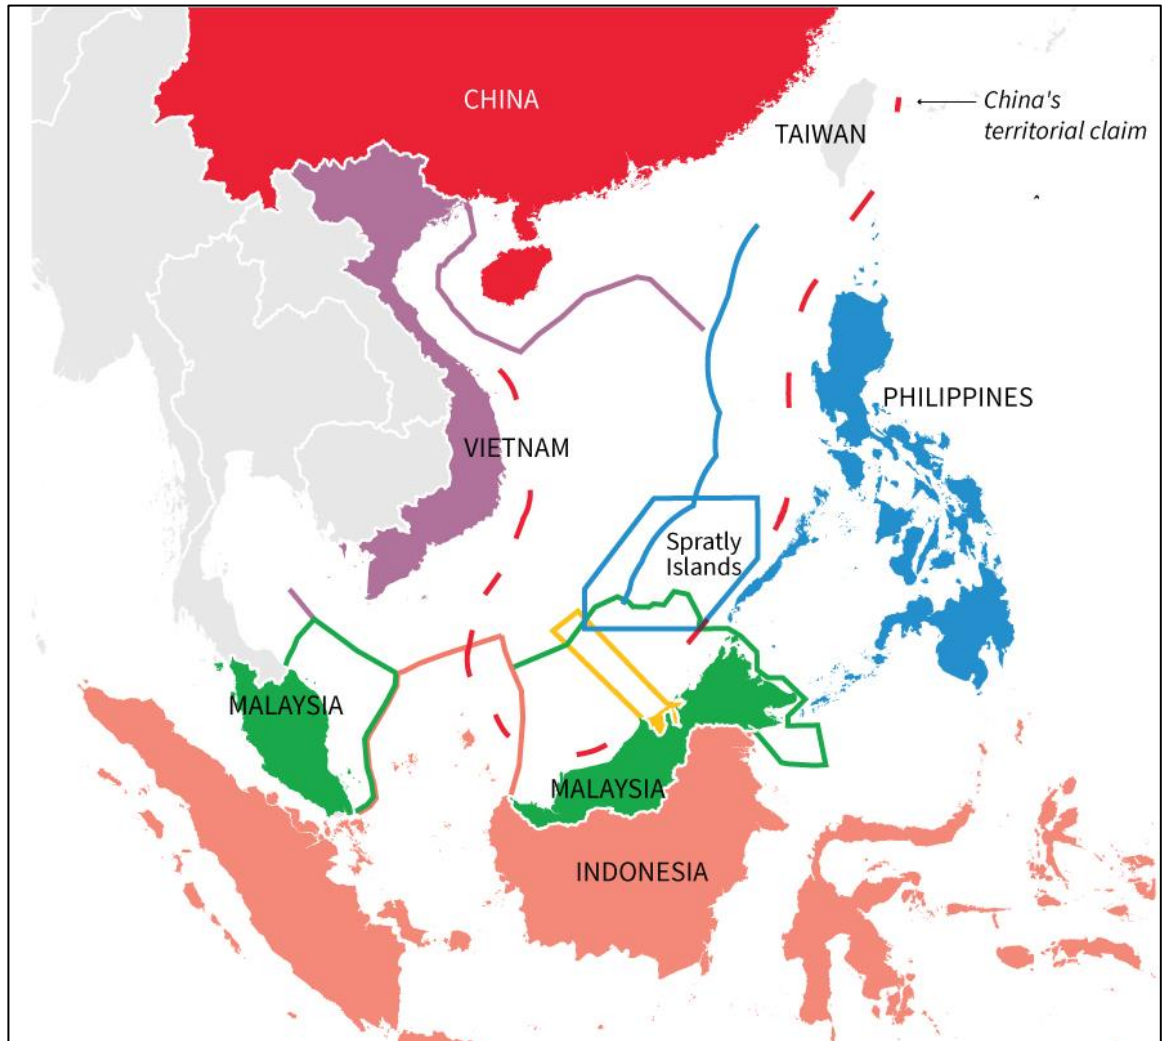 CHINA
China's
territorial claim
TAIWAN
PHILIPPINES
VIETNAM
Spratly
Islands
MALAYSIA
MALAYSIA
INDONESIA